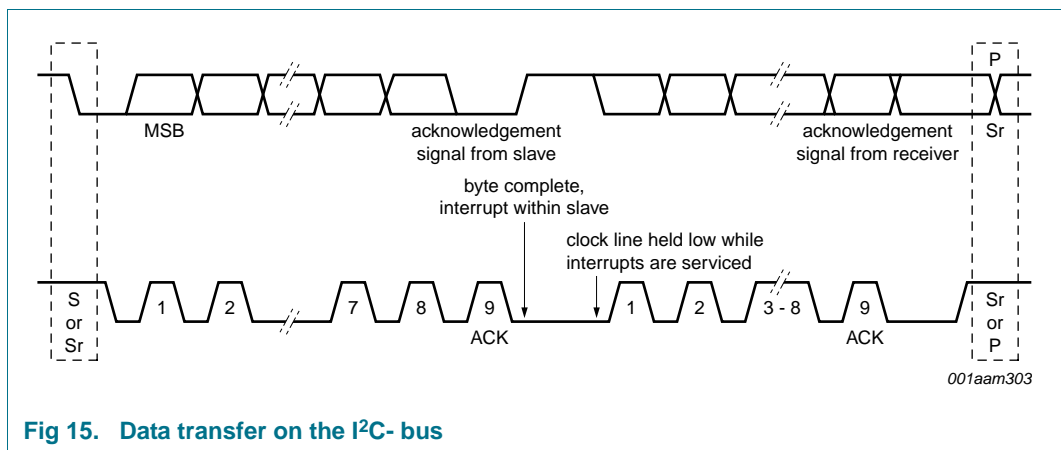 P
MSB
acknowledgement
signal from slave
acknowledgement
signal from receiver
Sr
byte complete,
interrupt within slave
clock line held low while
interrupts are serviced
S
or
Sr
1
2
7
8
9
ACK
1
2
3 - 8
9
ACK
Sr
or
P
001aam303
Fig 15. Data transfer on the I²C- bus